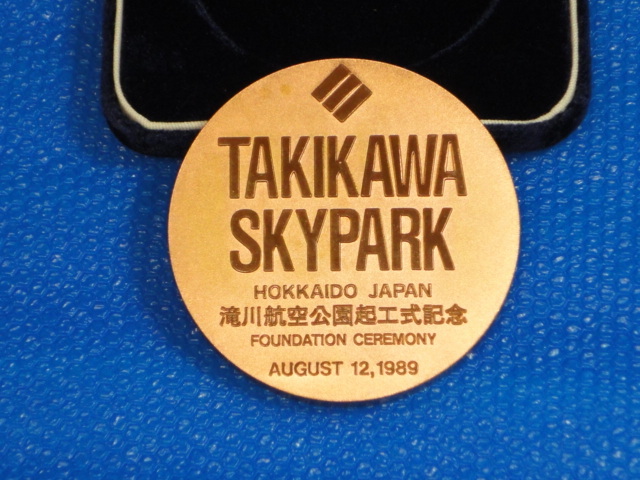 TAKIKAWA
SKYPARK
HOKKAIDO JAPAN
滝川航空公園起工式記念
FOUNDATION CEREMONY
AUGUST 12,1989